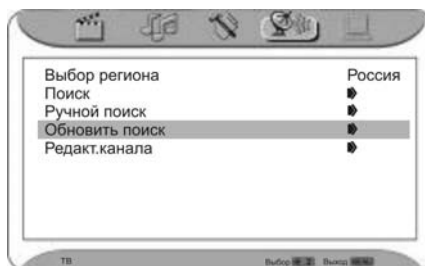 Выбор региона Россия
Поиск
Ручной поиск
Обновить поиск
Редакт.канала
ТВ Выбор Выход